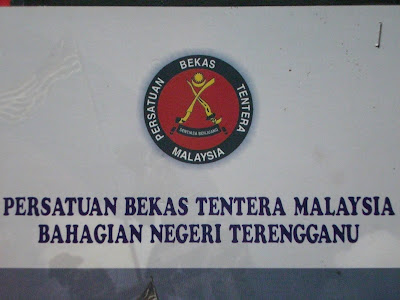 PERSATUAN BEKAS TENTERA
MALAYSIA
PERSATUAN BEKAS TENTERA MALAYSIA
BAHAGIAN NEGERI TERENGGANU